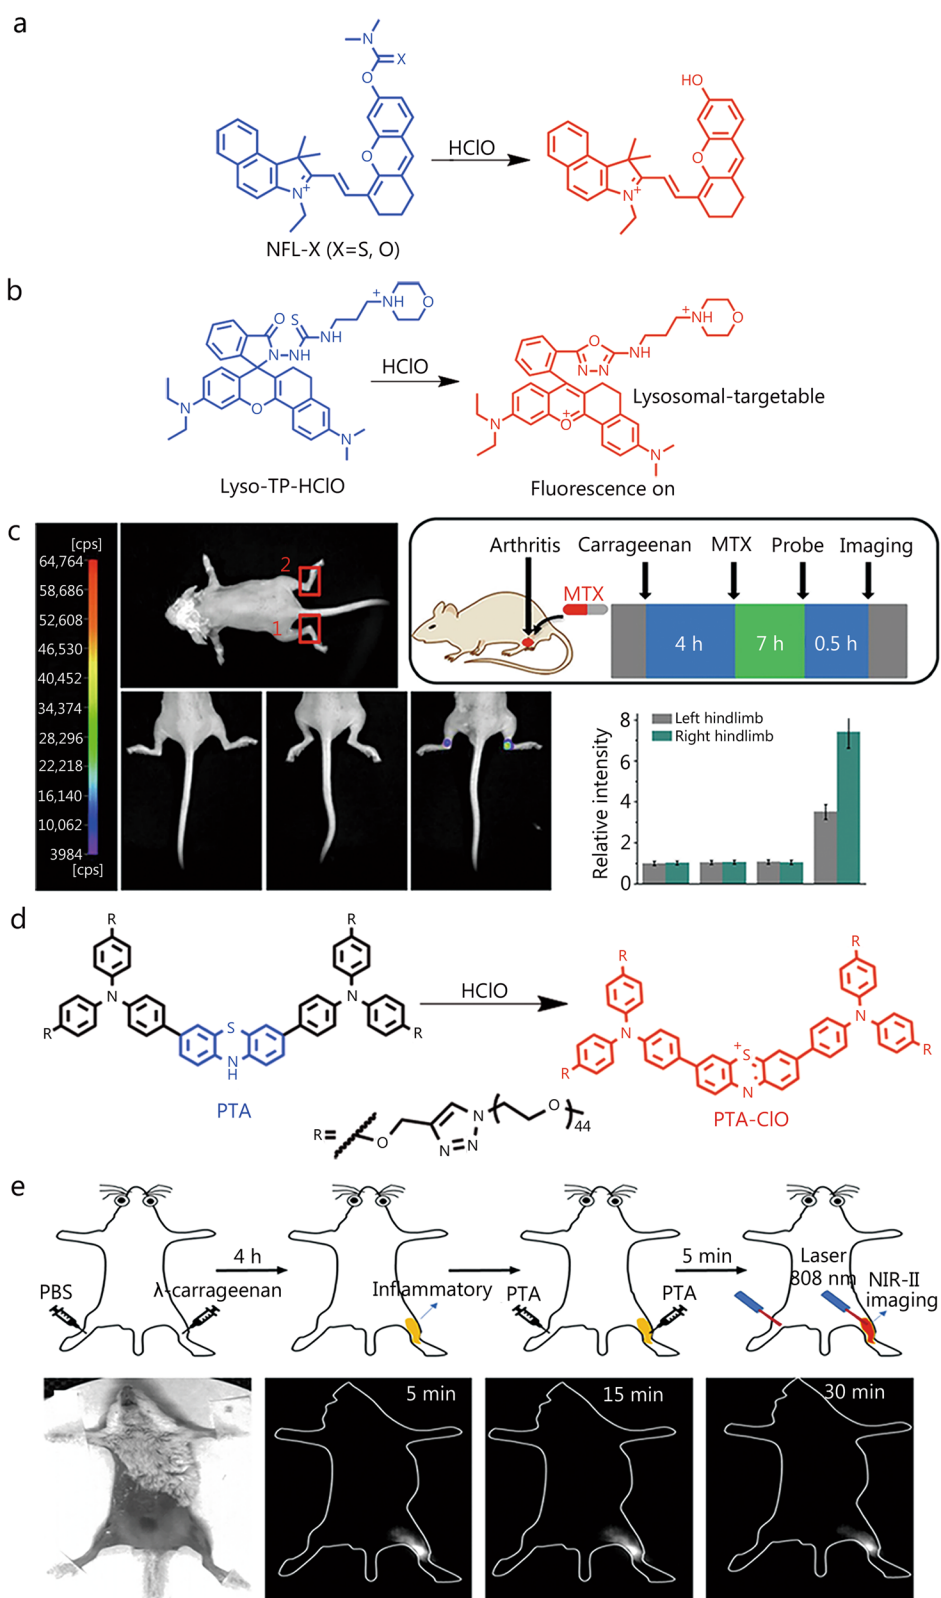 a
N
X
O
HO
O
HClO
O
N+
N+
NFL-X (X=S, O)
b
+
NH
O
O
S
NH
N
NH
HClO
+
NH
O
O
NH
N
N
Lysosomal-targetable
N
O
N
N
O+
N
Lyso-TP-HClO
Fluorescence on
c
[cps]
64,764
58,686
52,608
46,530
40,452
34,374
28,296
22,218
16,140
10,062
3984
[cps]
2
1
Arthritis
Carrageenan
MTX
Probe
Imaging
MTX
4 h
7 h
0.5 h
Relative intensity
8
6
4
2
0
Left hindlimb
Right hindlimb
d
R
R
N
N
R
R
S
N
H
PTA
HClO
R
R
N
N
R
R
+
S
N
PTA-ClO
R=
O
N
N
N
O
44
e
4 h
5 min
PBS
λ-carrageenan
Inflammatory
PTA
PTA
Laser
808 nm
NIR-II
imaging
5 min
15 min
30 min